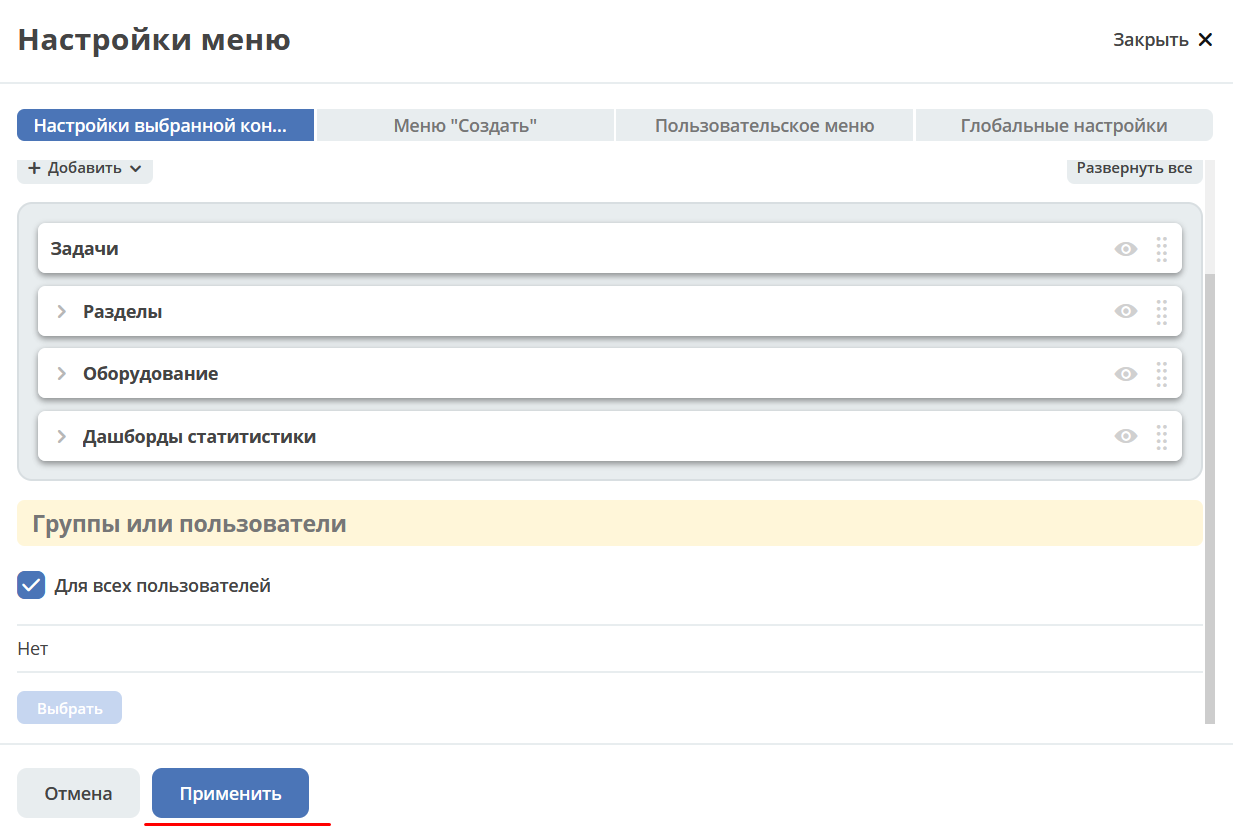 Настройки меню
Закрыть
Настройки выбранной кон...
Меню "Создать"
Пользовательское меню
Глобальные настройки
+ Добавить
Развернуть все
Задачи
Разделы
Оборудование
Дашборды статитистики
Группы или пользователи
Для всех пользователей
Нет
Выбрать
Отмена
Применить